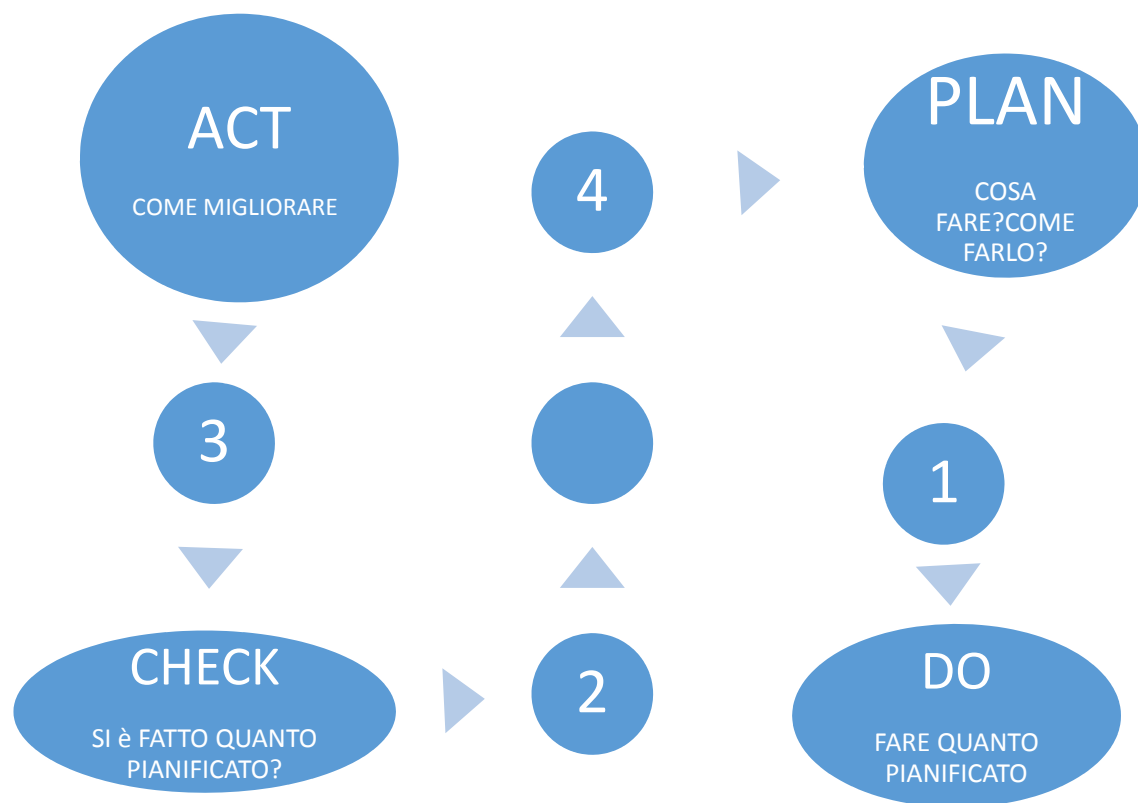 ACT
COME MIGLIORARE
3
CHECK
SI è FATTO QUANTO
PIANIFICATO?
2
4
PLAN
COSA
FARE?COME
FARLO?
1
DO
FARE QUANTO
PIANIFICATO